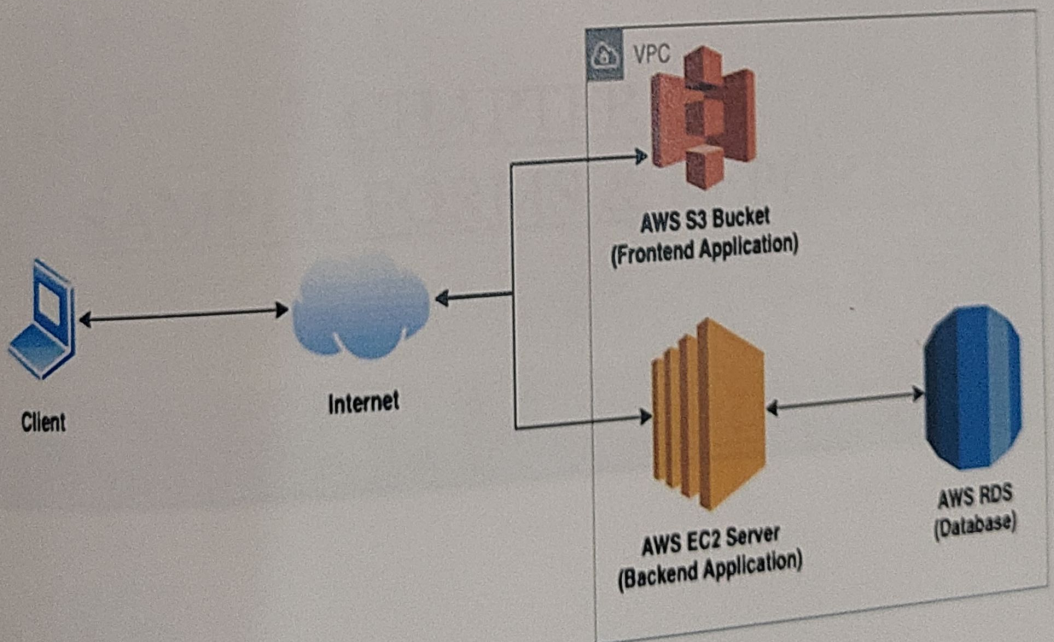 VPC
AWS S3 Bucket
(Frontend Application)
Client
Internet
AWS EC2 Server
(Backend Application)
AWS RDS
(Database)